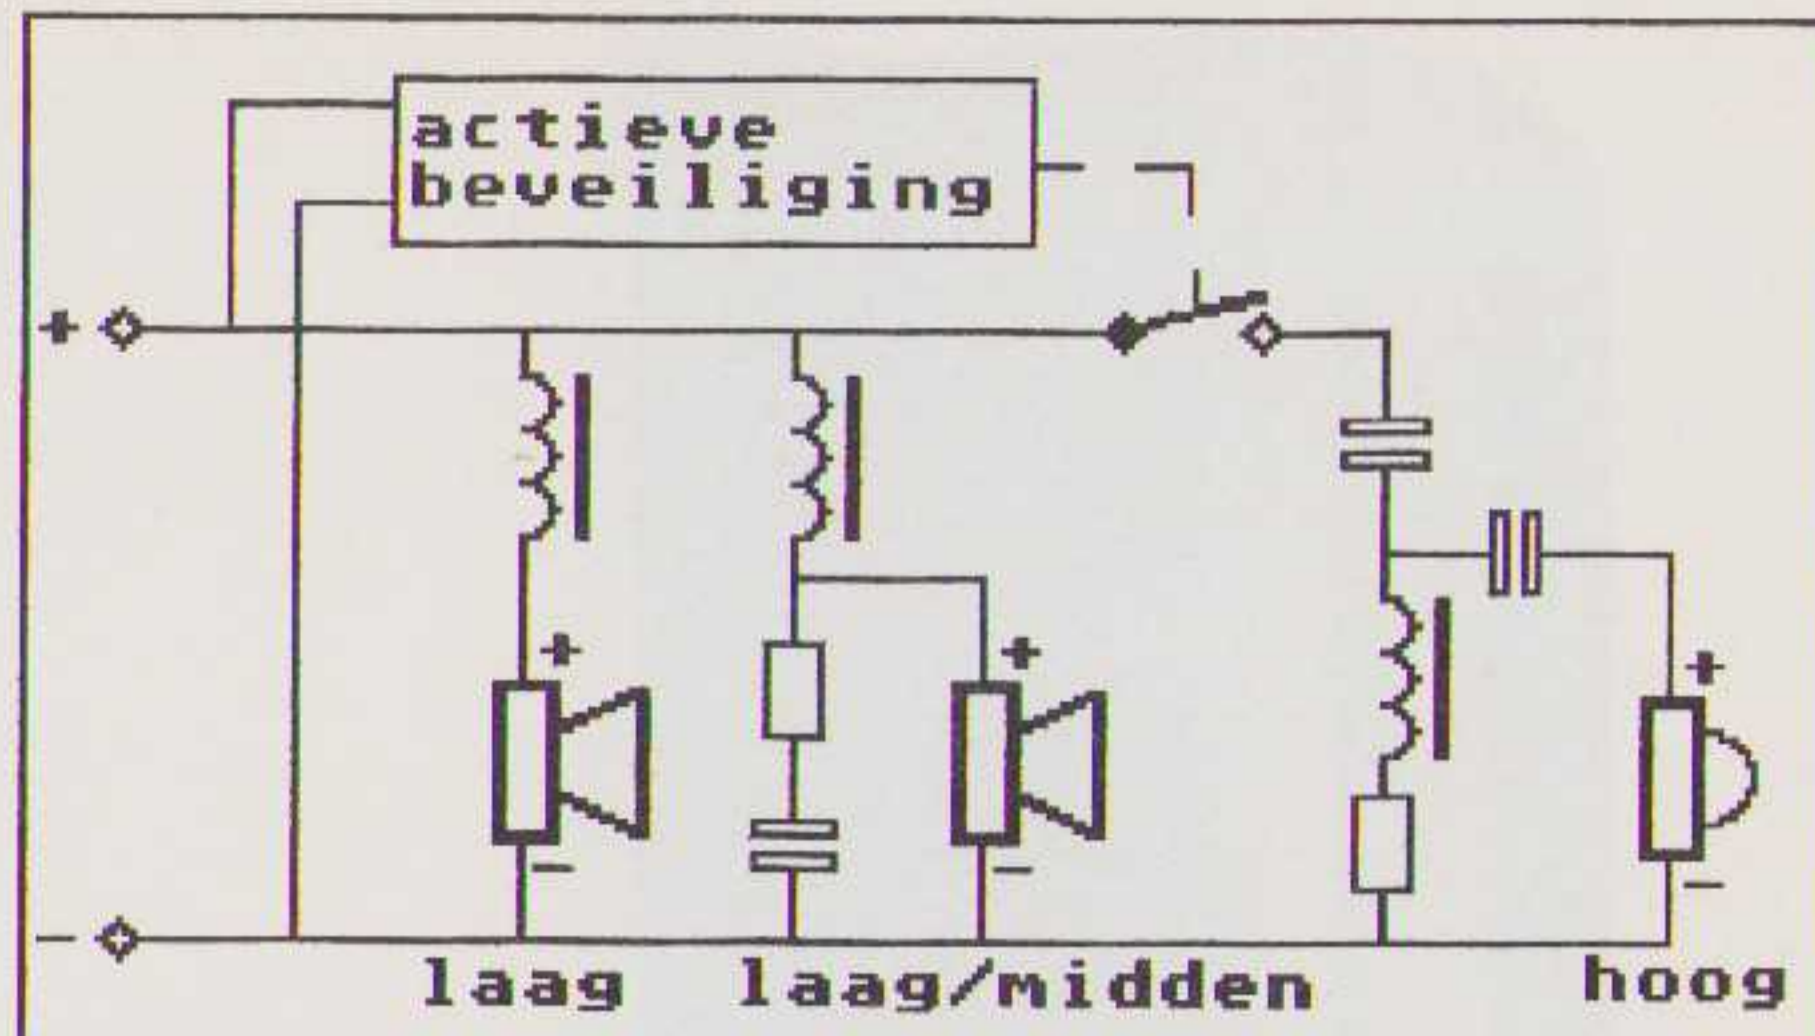 actieve
beveiliging
+
+
+
+
-
-
-
-
laag
laag/midden
hoog